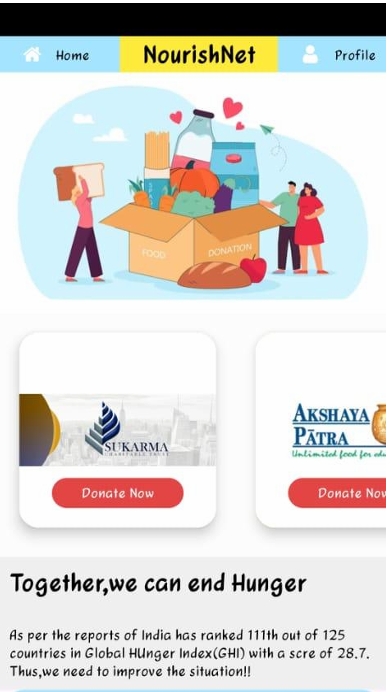 Home
NourishNet
Profile
FOOD
DONATION
SUKARMA
CHARITABLE TRUST
AKSHAYA
PĀTRA
Unlimited food for edu
Donate Now
Donate Now
Together,we can end Hunger
As per the reports of India has ranked 111th out of 125
countries in Global HUnger Index(GHI) with a scre of 28.7.
Thus,we need to improve the situation!!